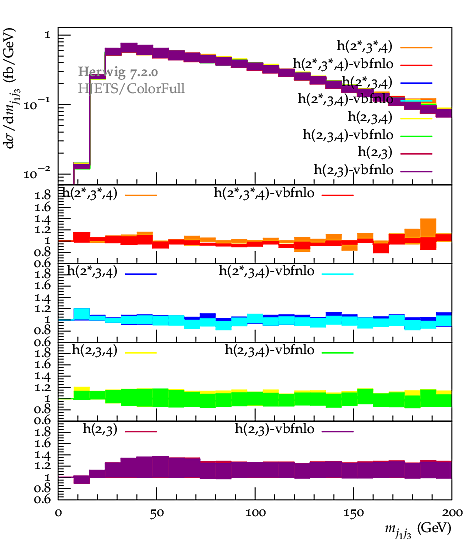 1
10⁻¹
10⁻²
dσ/dm_{j₁j₃} (fb/GeV)
Herwig 7.2.0
HJETS/ColorFull
h(2*,3*,4)
h(2*,3*,4)-vbfnlo
h(2*,3,4)
h(2*,3,4)-vbfnlo
h(2,3,4)
h(2,3,4)-vbfnlo
h(2,3)
h(2,3)-vbfnlo
h(2*,3*,4) h(2*,3*,4)-vbfnlo
1.8
1.6
1.4
1.2
1
0.8
0.6
h(2*,3,4) h(2*,3,4)-vbfnlo
1.8
1.6
1.4
1.2
1
0.8
0.6
h(2,3,4) h(2,3,4)-vbfnlo
1.8
1.6
1.4
1.2
1
0.8
0.6
h(2,3) h(2,3)-vbfnlo
1.8
1.6
1.4
1.2
1
0.8
0.6
0 50 100 150 200
m_{j₁j₃} (GeV)